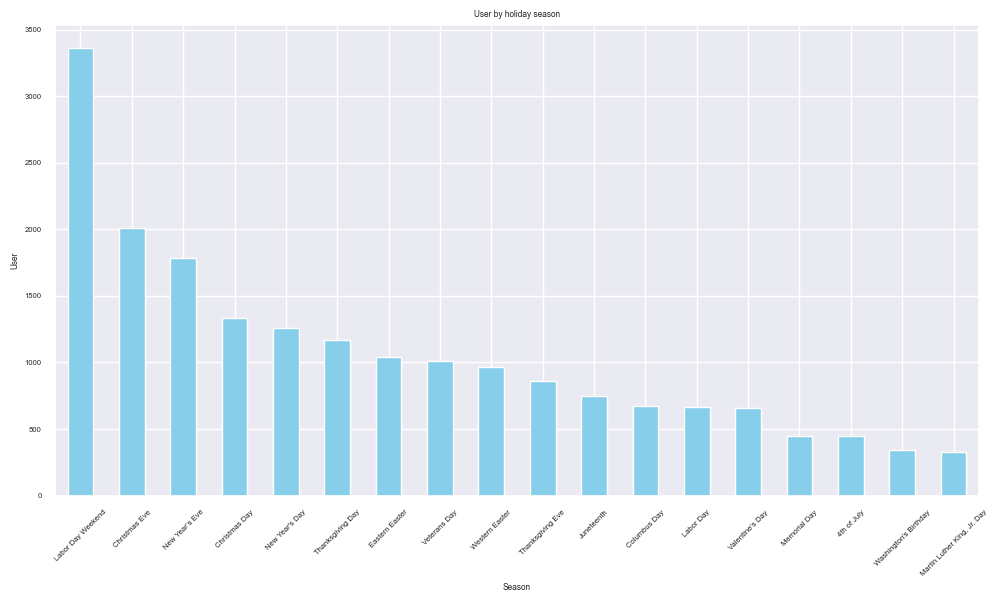 User by holiday season
User
3500
3000
2500
2000
1500
1000
500
0
Labor Day Weekend
Christmas Eve
New Year's Eve
Christmas Day
New Year's Day
Thanksgiving Day
Eastern Easter
Veterans Day
Western Easter
Thanksgiving Eve
Juneteenth
Columbus Day
Labor Day
Valentine's Day
Memorial Day
4th of July
Washington's Birthday
Martin Luther King, Jr. Day
Season